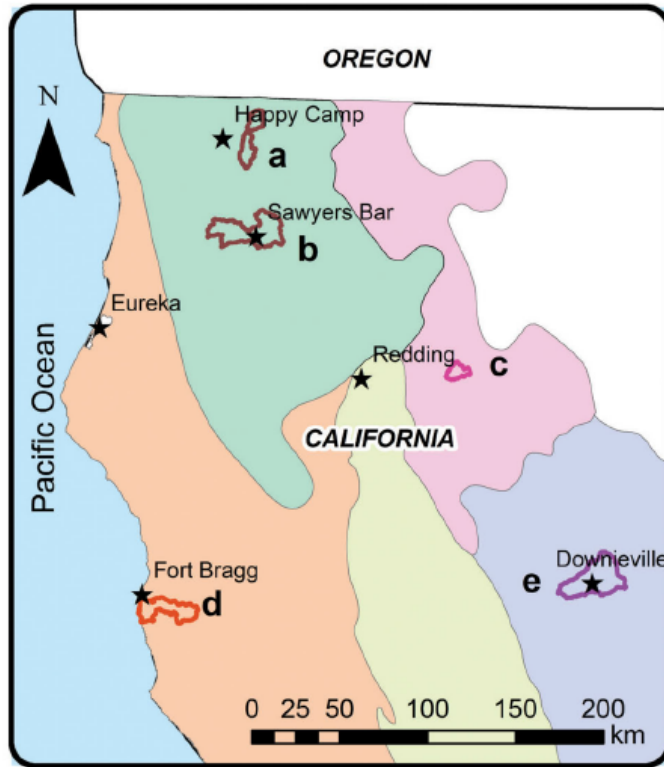 OREGON
N
Happy Camp
a
Sawyers Bar
b
Eureka
Redding
c
CALIFORNIA
Pacific Ocean
Fort Bragg
d
Downieville
e
0 25 50 100 150 200
km